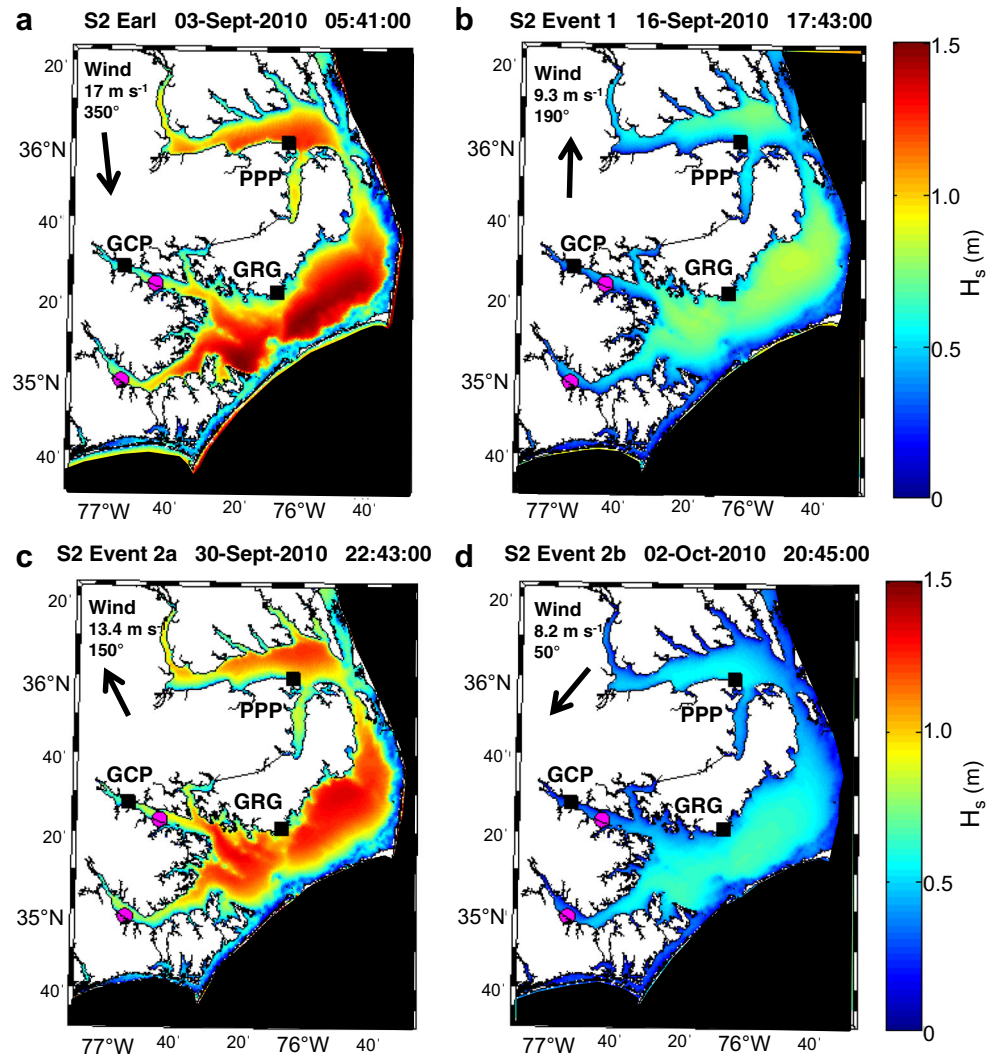 a S2 Earl 03-Sept-2010 05:41:00
Wind
17 m s⁻¹
350°
20'
36°N
40'
20'
35°N
40'
PPP
GCP
GRG
77°W 40' 20' 76°W 20'
b S2 Event 1 16-Sept-2010 17:43:00
Wind
9.3 m s⁻¹
190°
20'
36°N
40'
20'
35°N
40'
PPP
GCP
GRG
77°W 40' 20' 76°W 20'
1.5
1.0
0.5
0
Hₛ (m)
c S2 Event 2a 30-Sept-2010 22:43:00
Wind
13.4 m s⁻¹
150°
20'
36°N
40'
20'
35°N
40'
PPP
GCP
GRG
77°W 40' 20' 76°W 20'
d S2 Event 2b 02-Oct-2010 20:45:00
Wind
8.2 m s⁻¹
50°
20'
36°N
40'
20'
35°N
40'
PPP
GCP
GRG
77°W 40' 20' 76°W 20'
1.5
1.0
0.5
0
Hₛ (m)